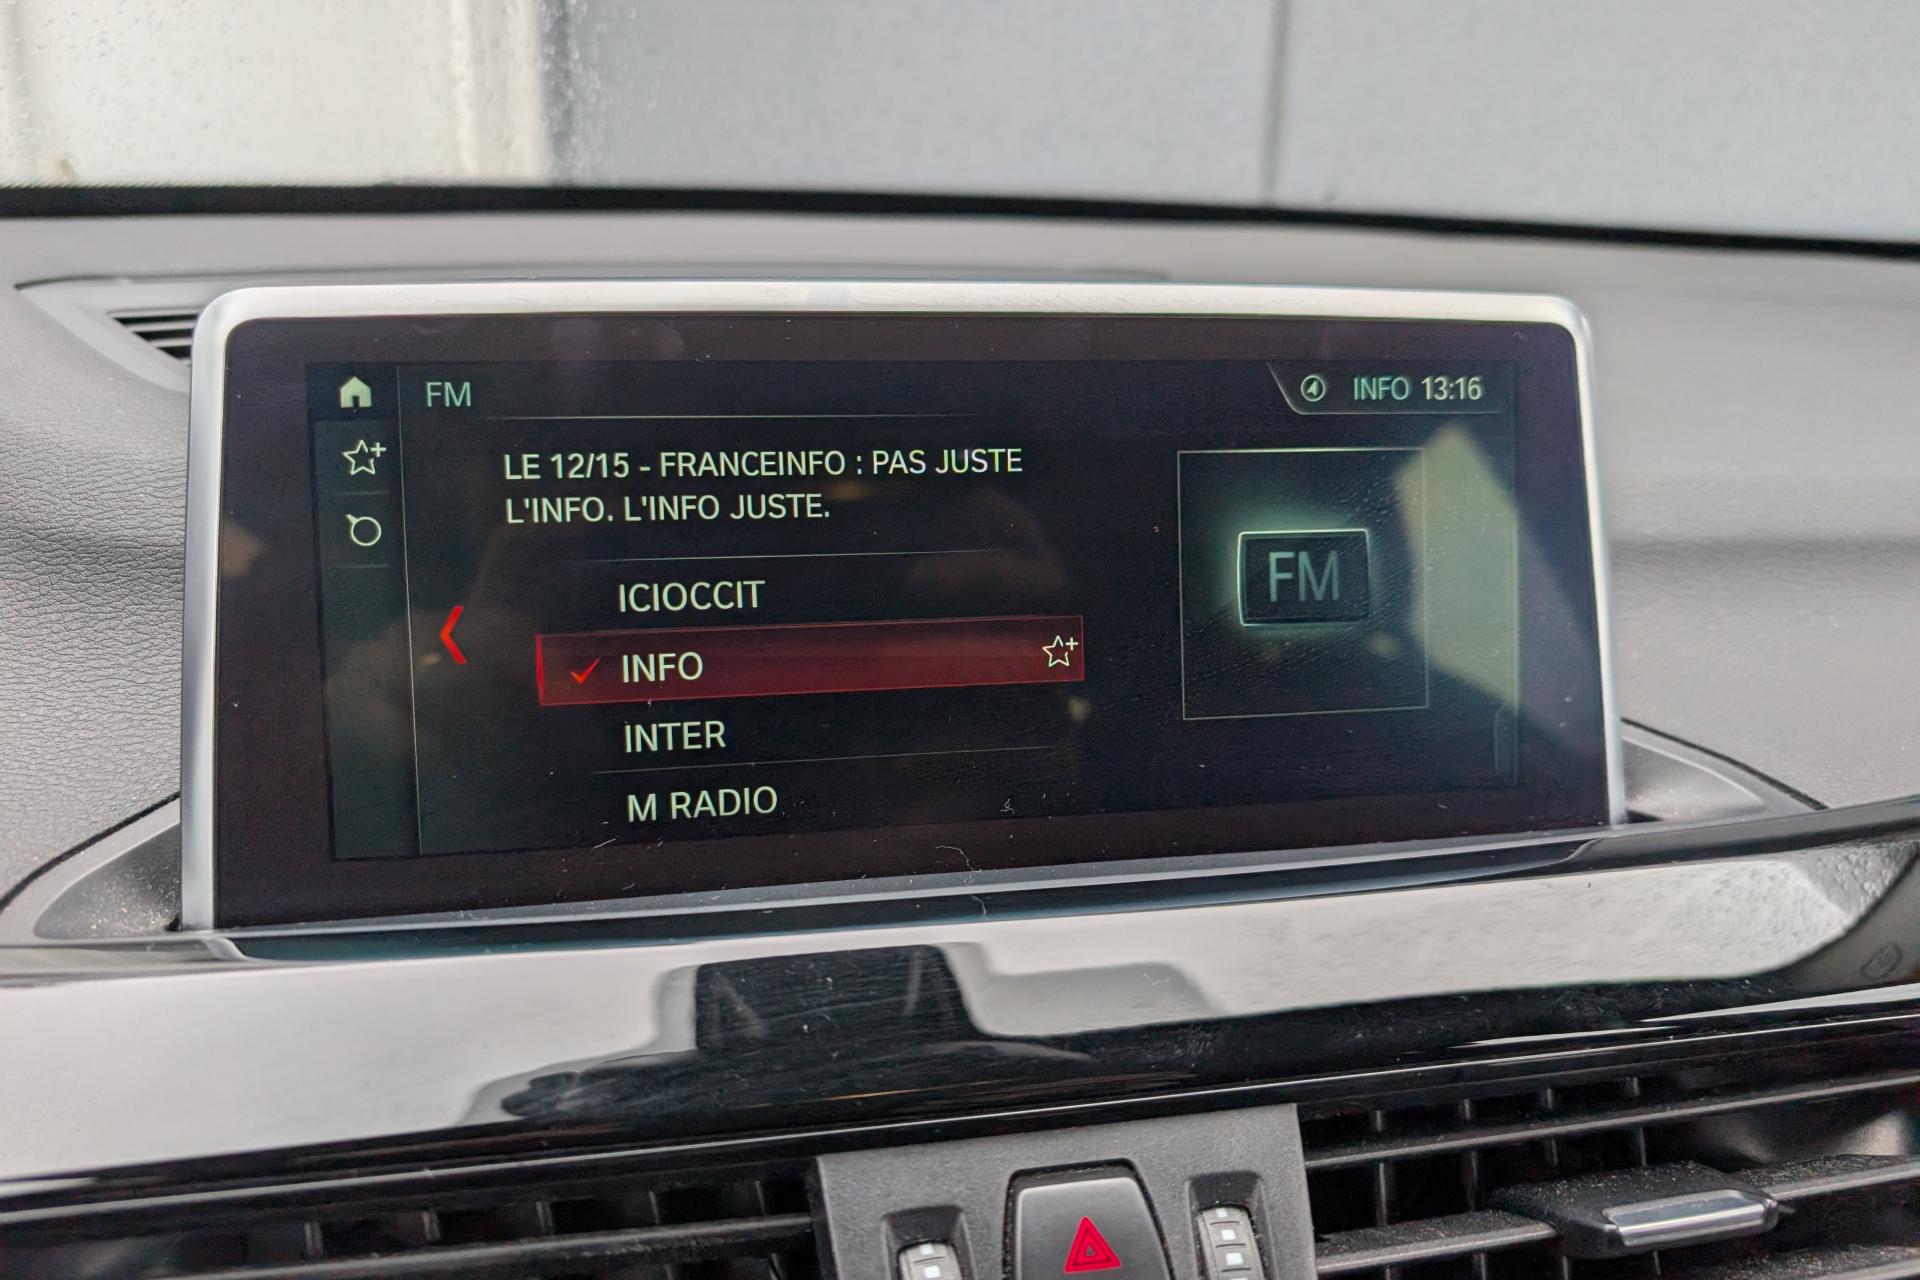 FM
INFO 13:16
LE 12/15 - FRANCEINFO : PAS JUSTE
L'INFO. L'INFO JUSTE.
ICIOCCIT
INFO
INTER
M RADIO
FM